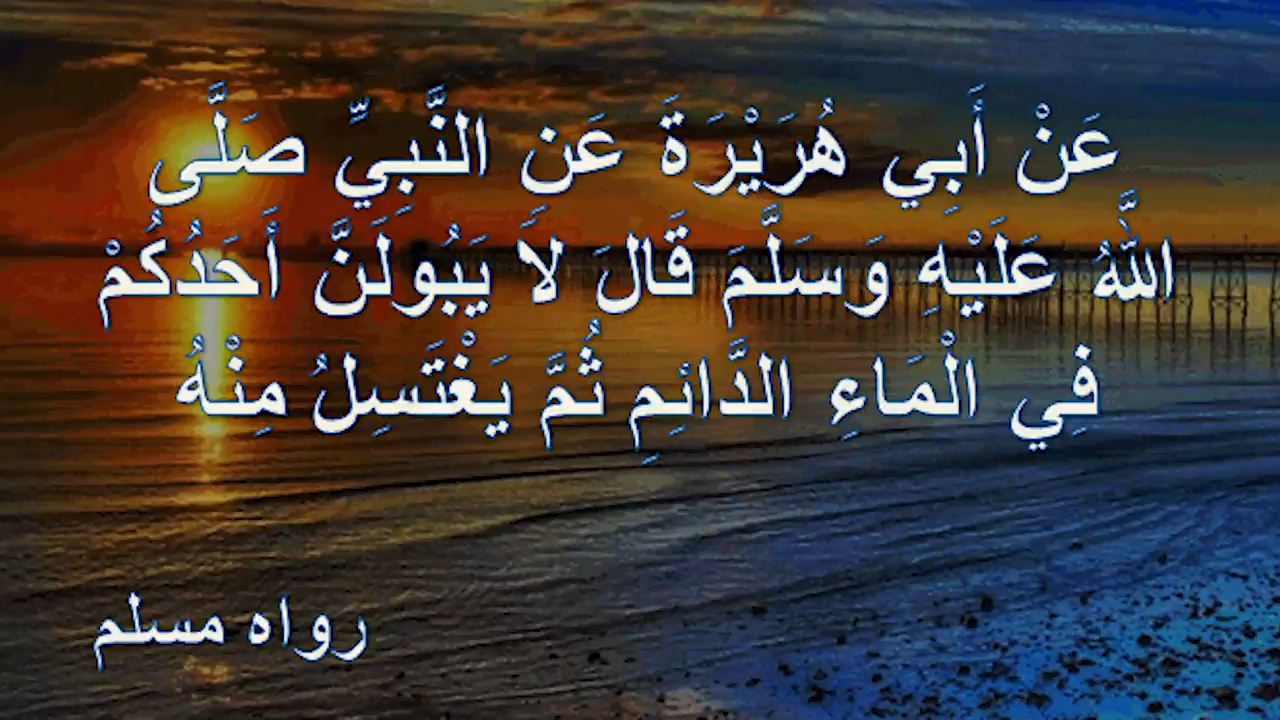 عَنْ أَبِي هُرَيْرَةَ عَنِ النَّبِيِّ صَلَّى
اللَّهُ عَلَيْهِ وَسَلَّمَ قَالَ لَا يَبُولَنَّ أَحَدُكُمْ
فِي الْمَاءِ الدَّائِمِ ثُمَّ يَغْتَسِلُ مِنْهُ
رواه مسلم